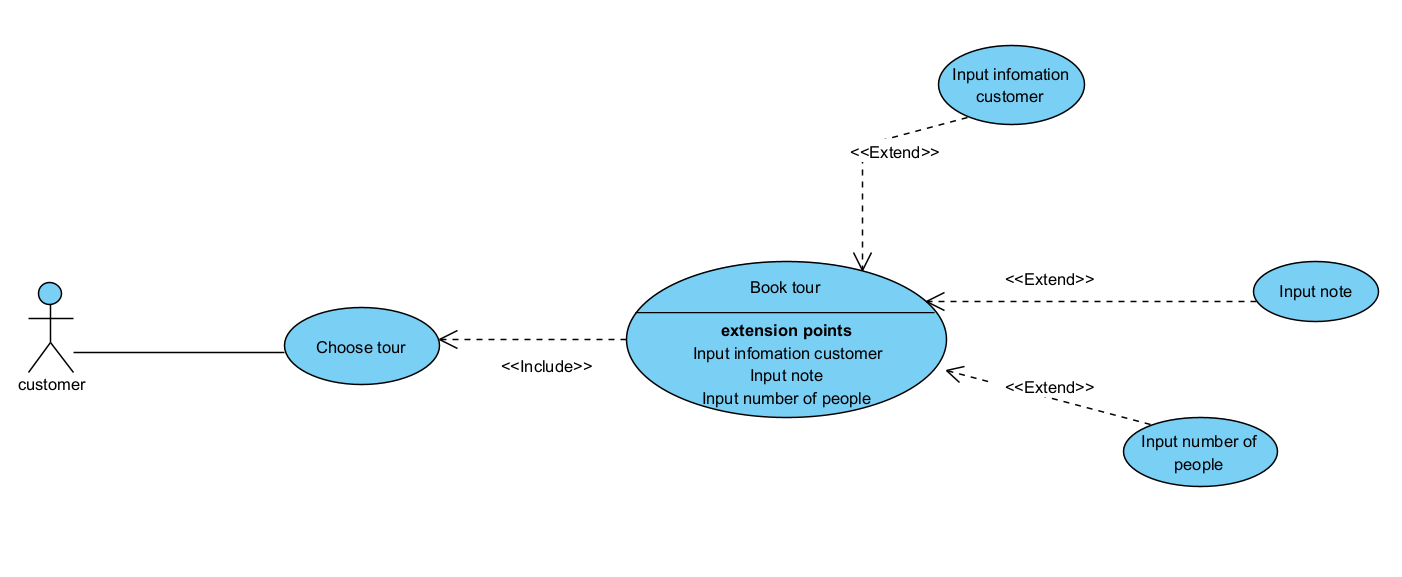 Input infomation
customer
<<Extend>>
Book tour
extension points
Input infomation customer
Input note
Input number of people
<<Extend>>
Input note
customer
Choose tour
<<Include>>
<<Extend>>
Input number of
people